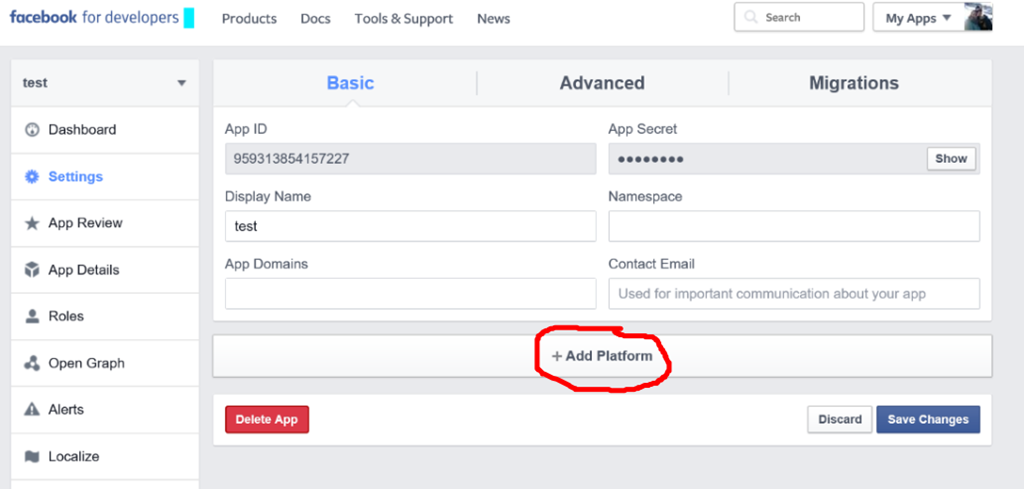 facebook for developers Products Docs Tools & Support News Search My Apps
test
Dashboard
Settings
App Review
App Details
Roles
Open Graph
Alerts
Localize
Basic Advanced Migrations
App ID App Secret
959313854157227 •••••••• Show
Display Name Namespace
test
App Domains Contact Email
Used for important communication about your app
+ Add Platform
Delete App Discard Save Changes